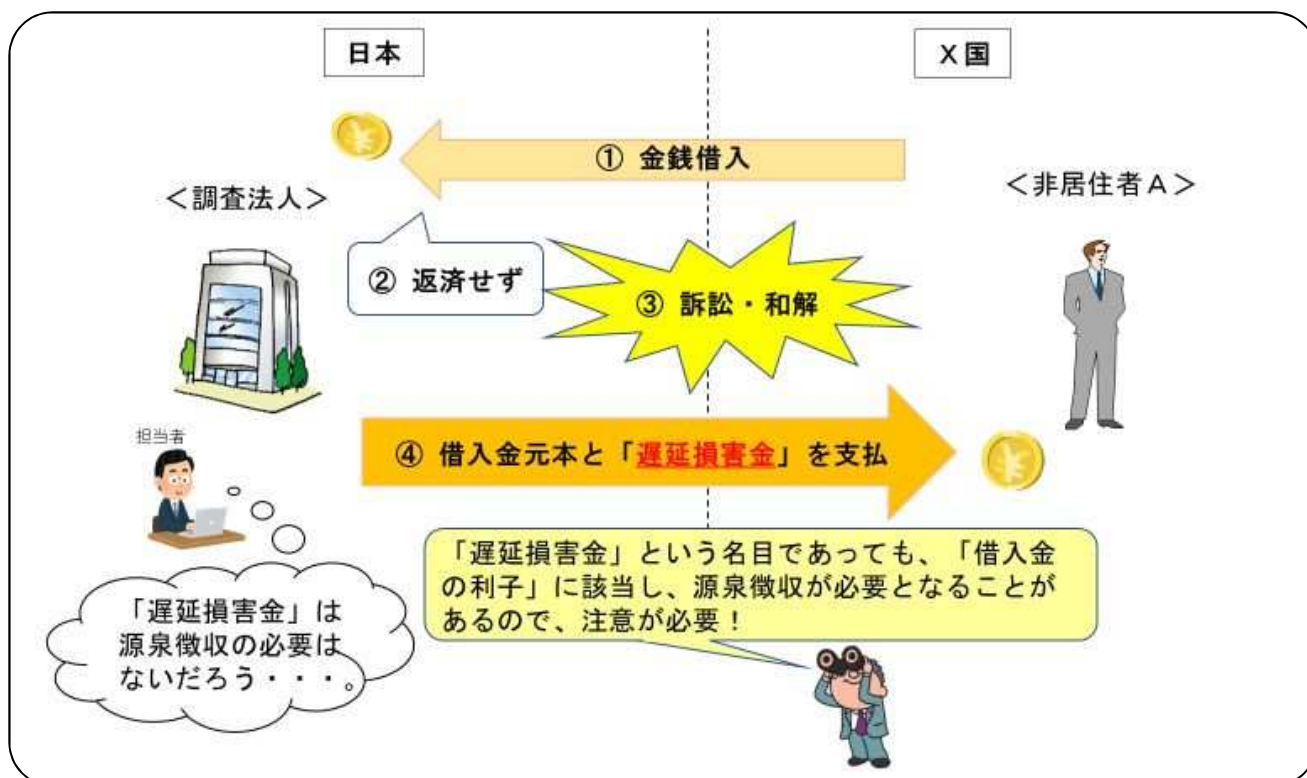 日本
X国
① 金銭借入
＜調査法人＞
＜非居住者A＞
② 返済せず
③ 訴訟・和解
担当者
④ 借入金元本と「遅延損害金」を支払
「遅延損害金」という名目であっても、「借入金
の利子」に該当し、源泉徴収が必要となることが
あるので、注意が必要！
「遅延損害金」は
源泉徴収の必要は
ないだろう・・・。